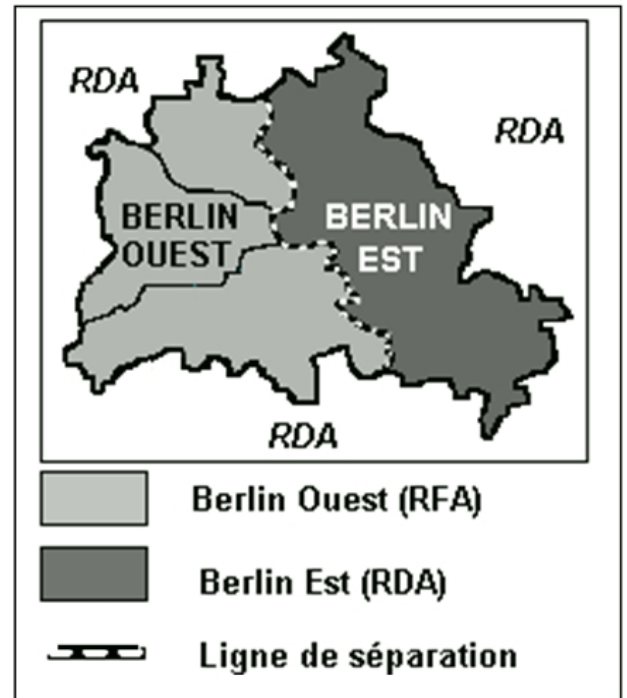 RDA
RDA
BERLIN
OUEST
BERLIN
EST
RDA
Berlin Ouest (RFA)
Berlin Est (RDA)
Ligne de séparation